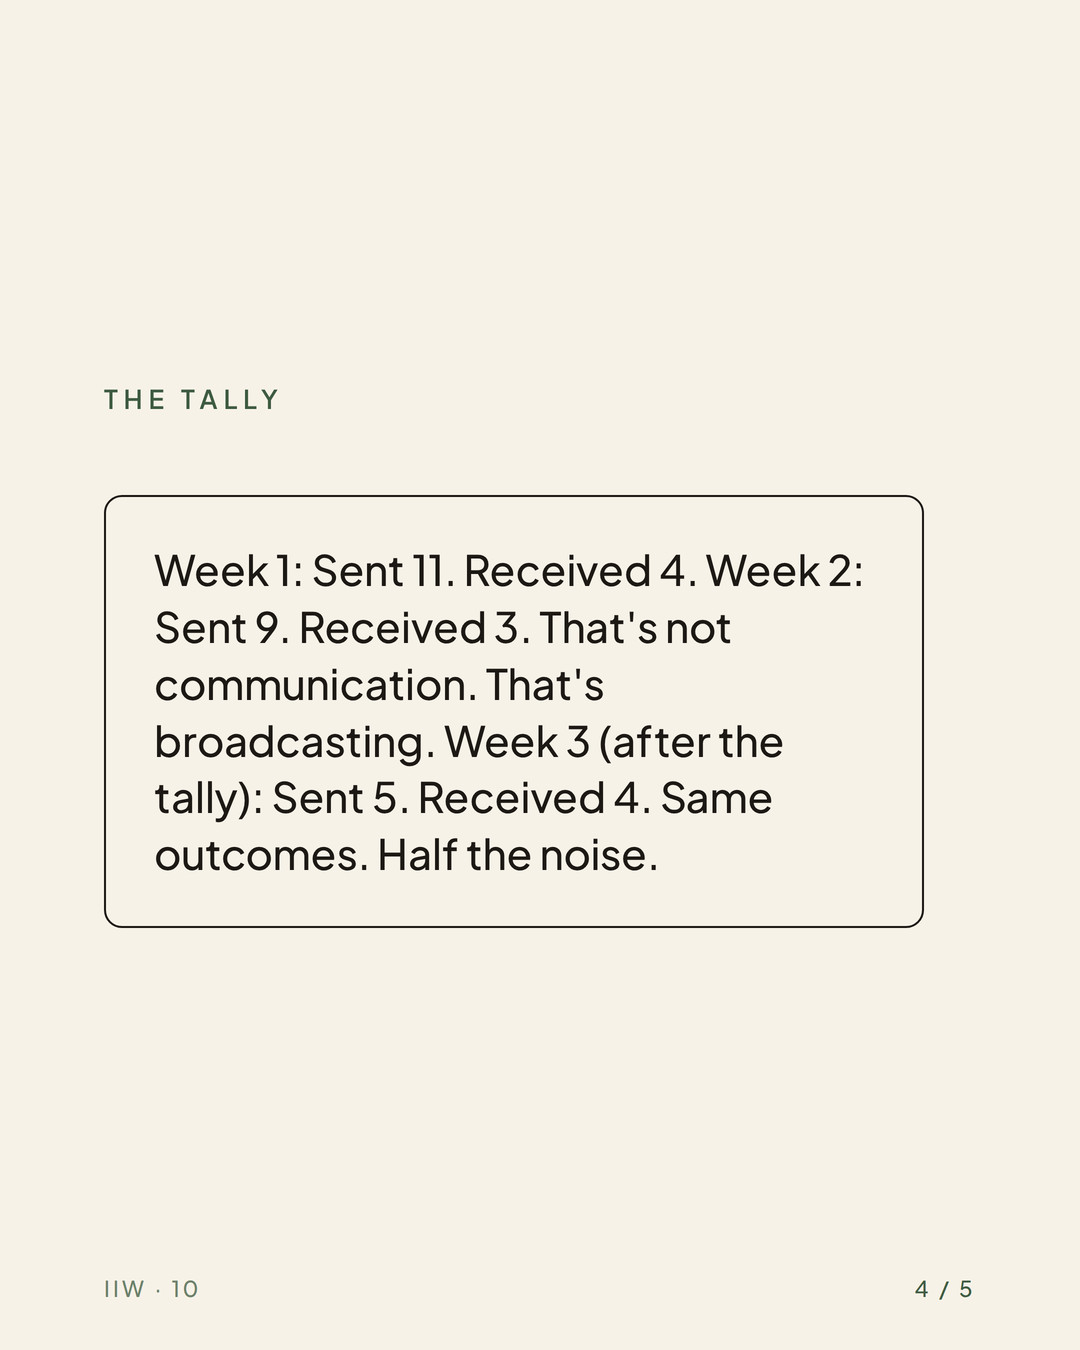 THE TALLY
Week 1: Sent 11. Received 4. Week 2:
Sent 9. Received 3. That's not
communication. That's
broadcasting. Week 3 (after the
tally): Sent 5. Received 4. Same
outcomes. Half the noise.
IIW · 10
4 / 5